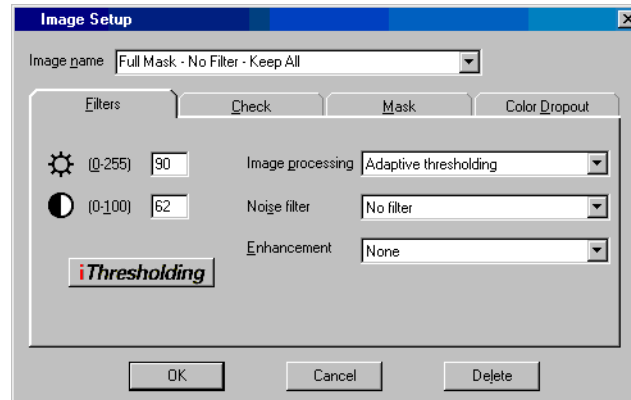 Image Setup
Image name Full Mask - No Filter - Keep All
Filters Check Mask Color Dropout
(0-255) 90 Image processing Adaptive thresholding
(0-100) 62 Noise filter No filter
Enhancement None
iThresholding
OK Cancel Delete